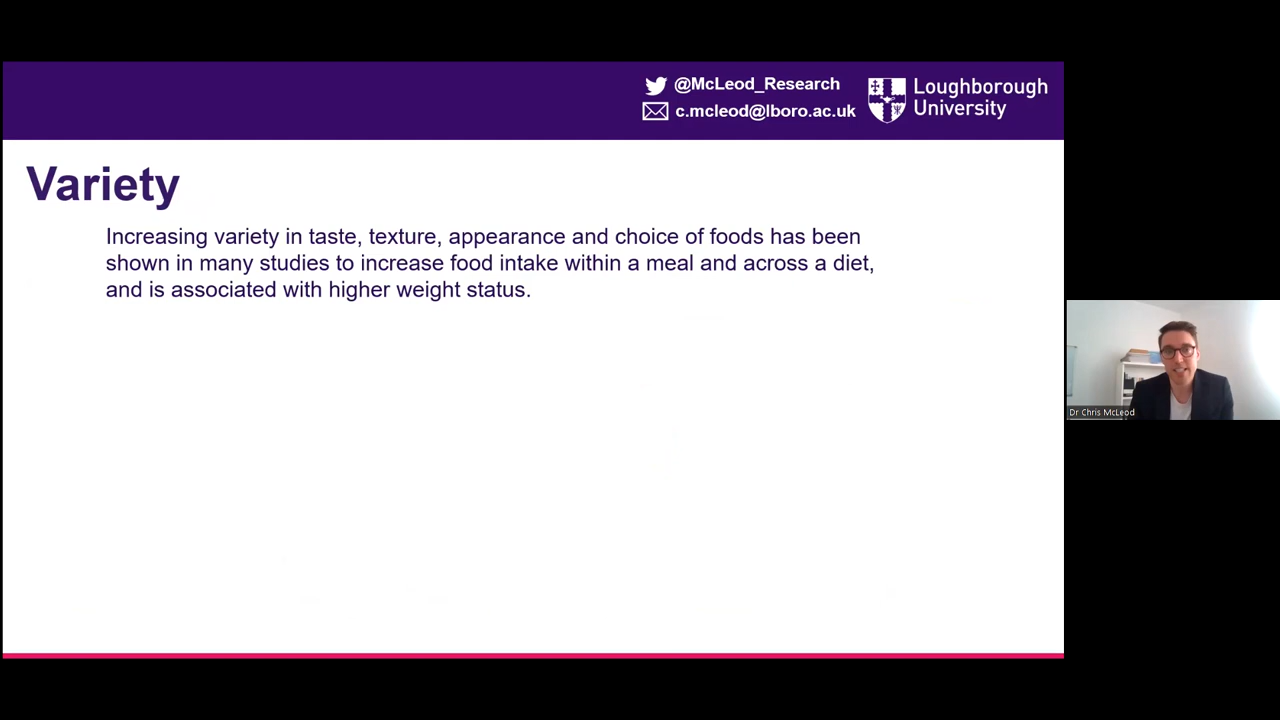 @McLeod_Research
c.mcleod@lboro.ac.uk
Loughborough
University
Variety
Increasing variety in taste, texture, appearance and choice of foods has been
shown in many studies to increase food intake within a meal and across a diet,
and is associated with higher weight status.
Dr Chris McLeod